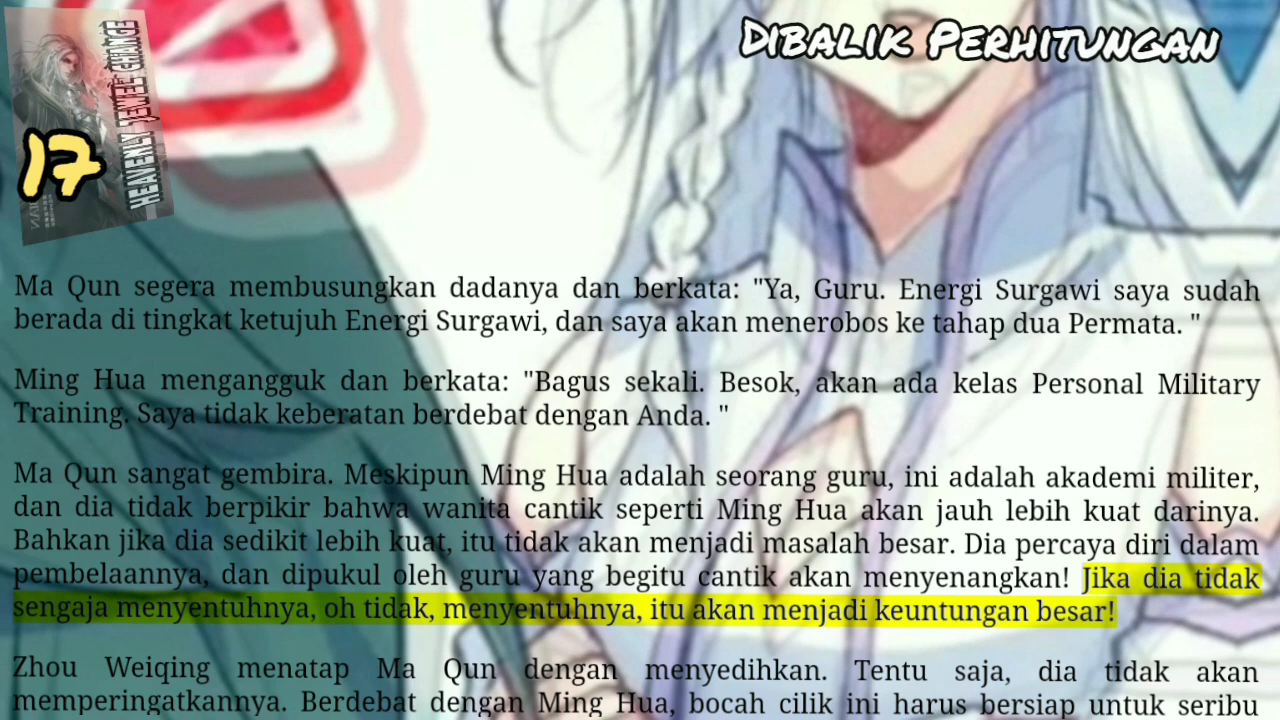 DIBALIK PERHITUNGAN
HEAVENLY JEWEL CHANGE
17
Ma Qun segera membusungkan dadanya dan berkata: "Ya, Guru. Energi Surgawi saya sudah
berada di tingkat ketujuh Energi Surgawi, dan saya akan menerobos ke tahap dua Permata. "
Ming Hua mengangguk dan berkata: "Bagus sekali. Besok, akan ada kelas Personal Military
Training. Saya tidak keberatan berdebat dengan Anda. "
Ma Qun sangat gembira. Meskipun Ming Hua adalah seorang guru, ini adalah akademi militer,
dan dia tidak berpikir bahwa wanita cantik seperti Ming Hua akan jauh lebih kuat darinya.
Bahkan jika dia sedikit lebih kuat, itu tidak akan menjadi masalah besar. Dia percaya diri dalam
pembelaannya, dan dipukul oleh guru yang begitu cantik akan menyenangkan! Jika dia tidak
sengaja menyentuhnya, oh tidak, menyentuhnya, itu akan menjadi keuntungan besar!
Zhou Weiqing menatap Ma Qun dengan menyedihkan. Tentu saja, dia tidak akan
memperingatkannya. Berdebat dengan Ming Hua, bocah cilik ini harus bersiap untuk seribu